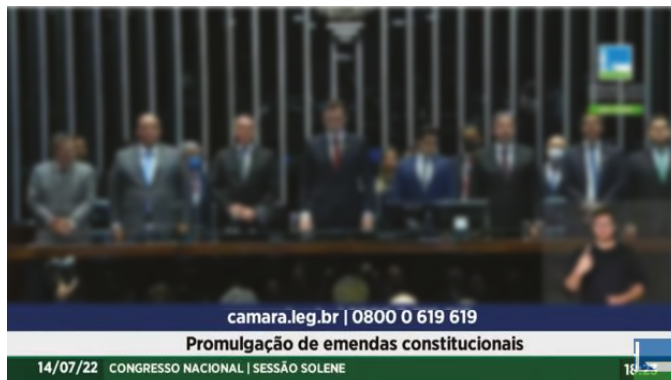 camara.leg.br | 0800 0 619 619
Promulgação de emendas constitucionais
14/07/22 CONGRESSO NACIONAL | SESSÃO SOLENE